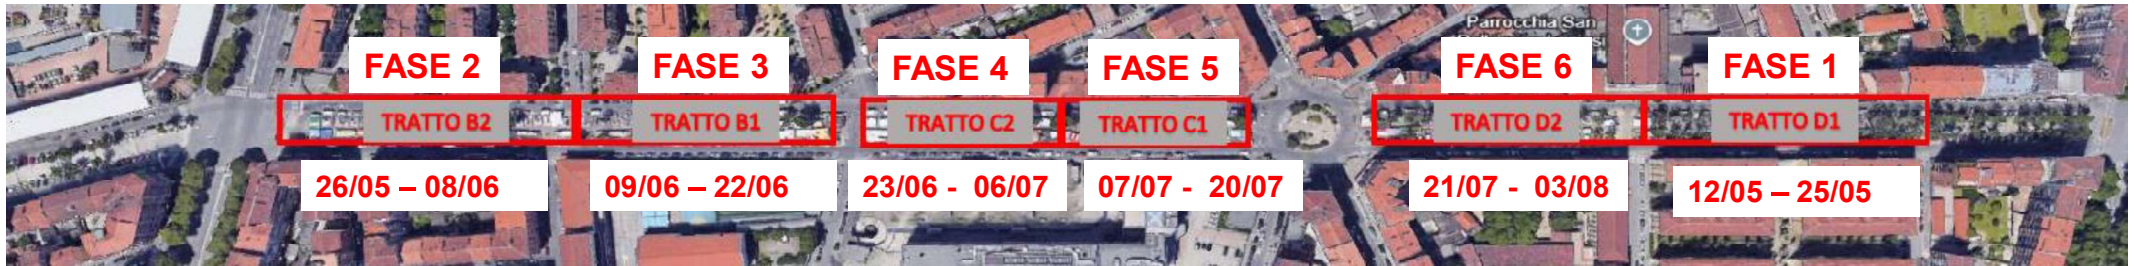 Parrocchia San
FASE 2
FASE 3
FASE 4
FASE 5
FASE 6
FASE 1
TRATTO B2
TRATTO B1
TRATTO C2
TRATTO C1
TRATTO D2
TRATTO D1
26/05 – 08/06
09/06 – 22/06
23/06 - 06/07
07/07 - 20/07
21/07 - 03/08
12/05 – 25/05